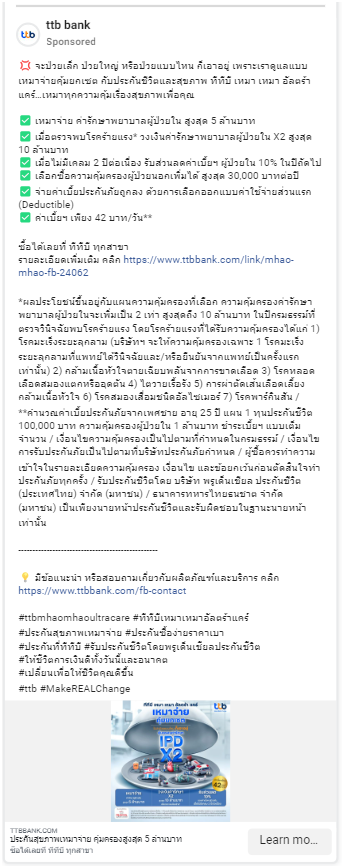 ttb bank
Sponsored
💢 จะป่วยเล็ก ป่วยใหญ่ หรือป่วยแบบไหน ก็เอาอยู่ เพราะเราดูแลแบบ
เหมาจ่ายคุ้มยกเซต กับประกันชีวิตและสุขภาพ ทีทีบี เหมา เหมา อัลตร้า
แคร์...เหมาทุกความคุ้มเรื่องสุขภาพเพื่อคุณ
✅ เหมาจ่าย ค่ารักษาพยาบาลผู้ป่วยใน สูงสุด 5 ล้านบาท
✅ เมื่อตรวจพบโรคร้ายแรง* วงเงินค่ารักษาพยาบาลผู้ป่วยใน X2 สูงสุด
10 ล้านบาท
✅ เมื่อไม่มีเคลม 2 ปีต่อเนื่อง รับส่วนลดค่าเบี้ยฯ ผู้ป่วยใน 10% ในปีถัดไป
✅ เลือกซื้อความคุ้มครองผู้ป่วยนอกเพิ่มได้ สูงสุด 30,000 บาทต่อปี
✅ จ่ายค่าเบี้ยประกันภัยถูกลง ด้วยการเลือกออกแบบค่าใช้จ่ายส่วนแรก
(Deductible)
✅ ค่าเบี้ยฯ เพียง 42 บาท/วัน**
ซื้อได้เลยที่ ทีทีบี ทุกสาขา
รายละเอียดเพิ่มเติม คลิก https://www.ttbbank.com/link/mhao-
mhao-fb-24062
*ผลประโยชน์ขึ้นอยู่กับแผนความคุ้มครองที่เลือก ความคุ้มครองค่ารักษา
พยาบาลผู้ป่วยในจะเพิ่มเป็น 2 เท่า สูงสุดถึง 10 ล้านบาท ในปีกรมธรรม์ที่
ตรวจวินิจฉัยพบโรคร้ายแรง โดยโรคร้ายแรงที่ได้รับความคุ้มครองได้แก่ 1)
โรคมะเร็งระยะลุกลาม (บริษัทฯ จะให้ความคุ้มครองเฉพาะ 1 โรคมะเร็ง
ระยะลุกลามที่แพทย์ได้วินิจฉัยและ/หรือยืนยันจากแพทย์เป็นครั้งแรก
เท่านั้น) 2) กล้ามเนื้อหัวใจตายเฉียบพลันจากการขาดเลือด 3) โรคหลอด
เลือดสมองแตกหรืออุดตัน 4) ไตวายเรื้อรัง 5) การผ่าตัดเส้นเลือดเลี้ยง
กล้ามเนื้อหัวใจ 6) โรคสมองเสื่อมชนิดอัลไซเมอร์ 7) โรคพาร์กินสัน /
**คำนวณค่าเบี้ยประกันภัยจากเพศชาย อายุ 25 ปี แผน 1 ทุนประกันชีวิต
100,000 บาท ความคุ้มครองผู้ป่วยใน 1 ล้านบาท ชำระเบี้ยฯ แบบเต็ม
จำนวน / เงื่อนไขความคุ้มครองเป็นไปตามที่กำหนดในกรมธรรม์ / เงื่อนไข
การรับประกันภัยเป็นไปตามที่บริษัทประกันภัยกำหนด / ผู้ซื้อควรทำความ
เข้าใจในรายละเอียดความคุ้มครอง เงื่อนไข และข้อยกเว้นก่อนตัดสินใจทำ
ประกันภัยทุกครั้ง / รับประกันชีวิตโดย บริษัท พรูเด็นเชียล ประกันชีวิต
(ประเทศไทย) จำกัด (มหาชน) / ธนาคารทหารไทยธนชาต จำกัด
(มหาชน) เป็นเพียงนายหน้าประกันชีวิตและรับผิดชอบในฐานะนายหน้า
เท่านั้น
--------------------------------------------------
💡 มีข้อแนะนำ หรือสอบถามเกี่ยวกับผลิตภัณฑ์และบริการ คลิก
https://www.ttbbank.com/fb-contact
#ttbmhaomhaoultracare #ทีทีบีเหมาเหมาอัลตร้าแคร์
#ประกันสุขภาพเหมาจ่าย #ประกันซื้อง่ายราคาเบา
#ประกันที่ทีทีบี #รับประกันชีวิตโดยพรูเด็นเชียลประกันชีวิต
#ให้ชีวิตการเงินดีทั้งวันนี้และอนาคต
#เปลี่ยนเพื่อให้ชีวิตคุณดีขึ้น
#ttb #MakeREALChange
ทีทีบี เหมา เหมา อัลตร้า แคร์
ttb
เหมาจ่าย
IPD
X2
TTBBANK.COM
ประกันสุขภาพเหมาจ่าย คุ้มครองสูงสุด 5 ล้านบาท
ซื้อได้เลยที่ ทีทีบี ทุกสาขา
Learn mo...